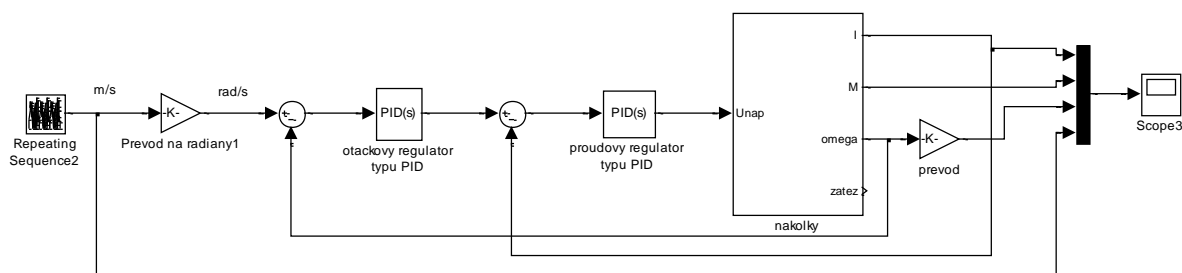 m/s
rad/s
Repeating
Sequence2
-K-
Prevod na radiany1
+
-
PID(s)
otackovy regulator
typu PID
+
-
PID(s)
proudovy regulator
typu PID
Unap
I
M
omega
zatez
nakolky
-K-
prevod
Scope3